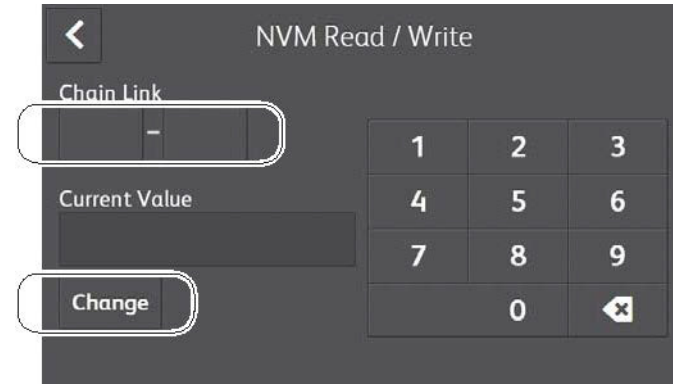 NVM Read / Write
Chain Link
-
1 2 3
Current Value
4 5 6
7 8 9
Change
0